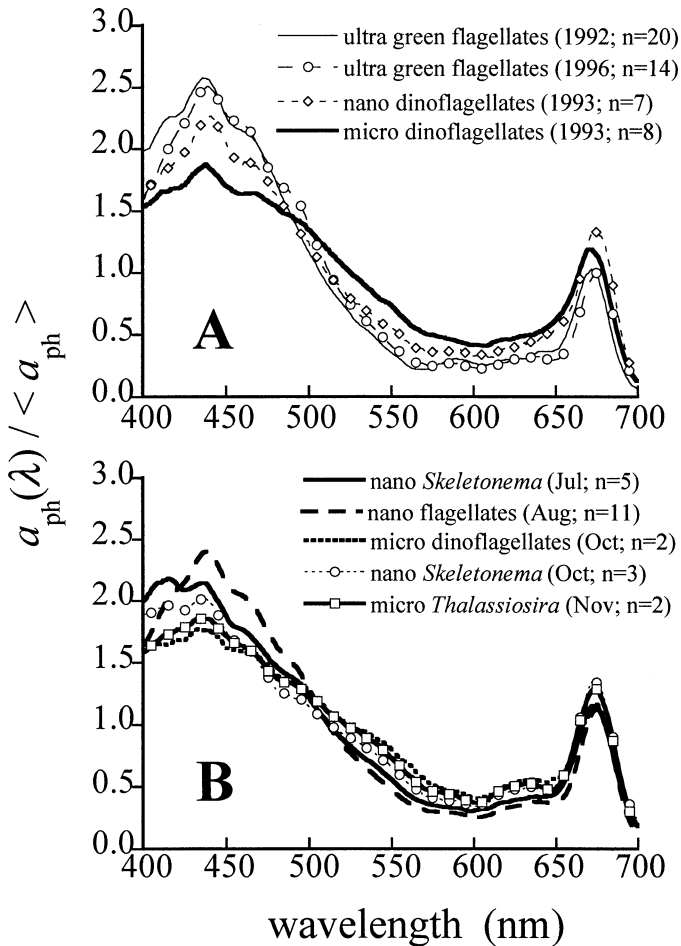 3.0
2.5
2.0
1.5
1.0
0.5
0.0
ultra green flagellates (1992; n=20)
ultra green flagellates (1996; n=14)
nano dinoflagellates (1993; n=7)
micro dinoflagellates (1993; n=8)
A
400 450 500 550 600 650 700
a_ph(λ) / < a_ph >
3.0
2.5
2.0
1.5
1.0
0.5
0.0
nano Skeletonema (Jul; n=5)
nano flagellates (Aug; n=11)
micro dinoflagellates (Oct; n=2)
nano Skeletonema (Oct; n=3)
micro Thalassiosira (Nov; n=2)
B
400 450 500 550 600 650 700
wavelength (nm)